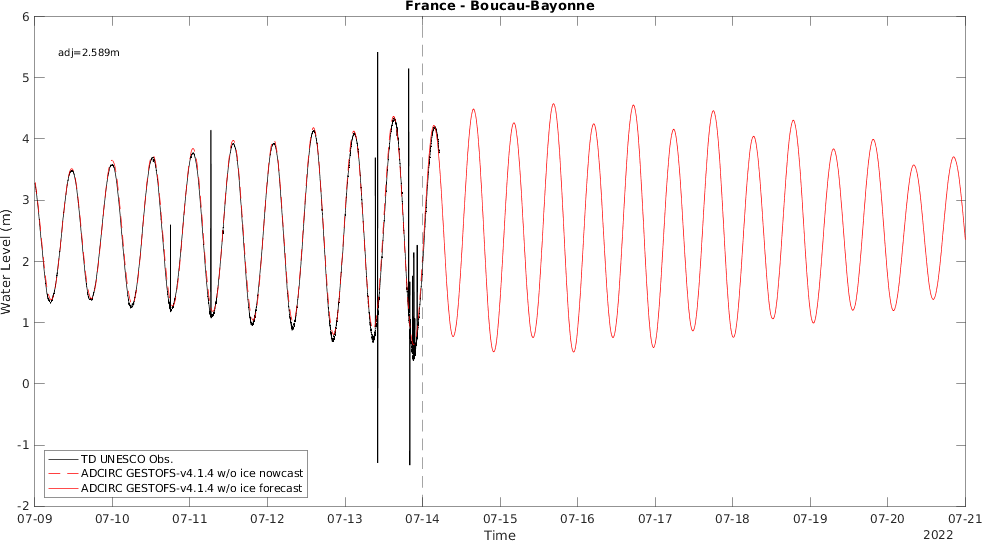 France - Boucau-Bayonne
adj=2.589m
6
5
4
3
2
1
0
-1
-2
Water Level (m)
TD UNESCO Obs.
ADCIRC GESTOFS-v4.1.4 w/o ice nowcast
ADCIRC GESTOFS-v4.1.4 w/o ice forecast
07-09 07-10 07-11 07-12 07-13 07-14 07-15 07-16 07-17 07-18 07-19 07-20 07-21
Time
2022